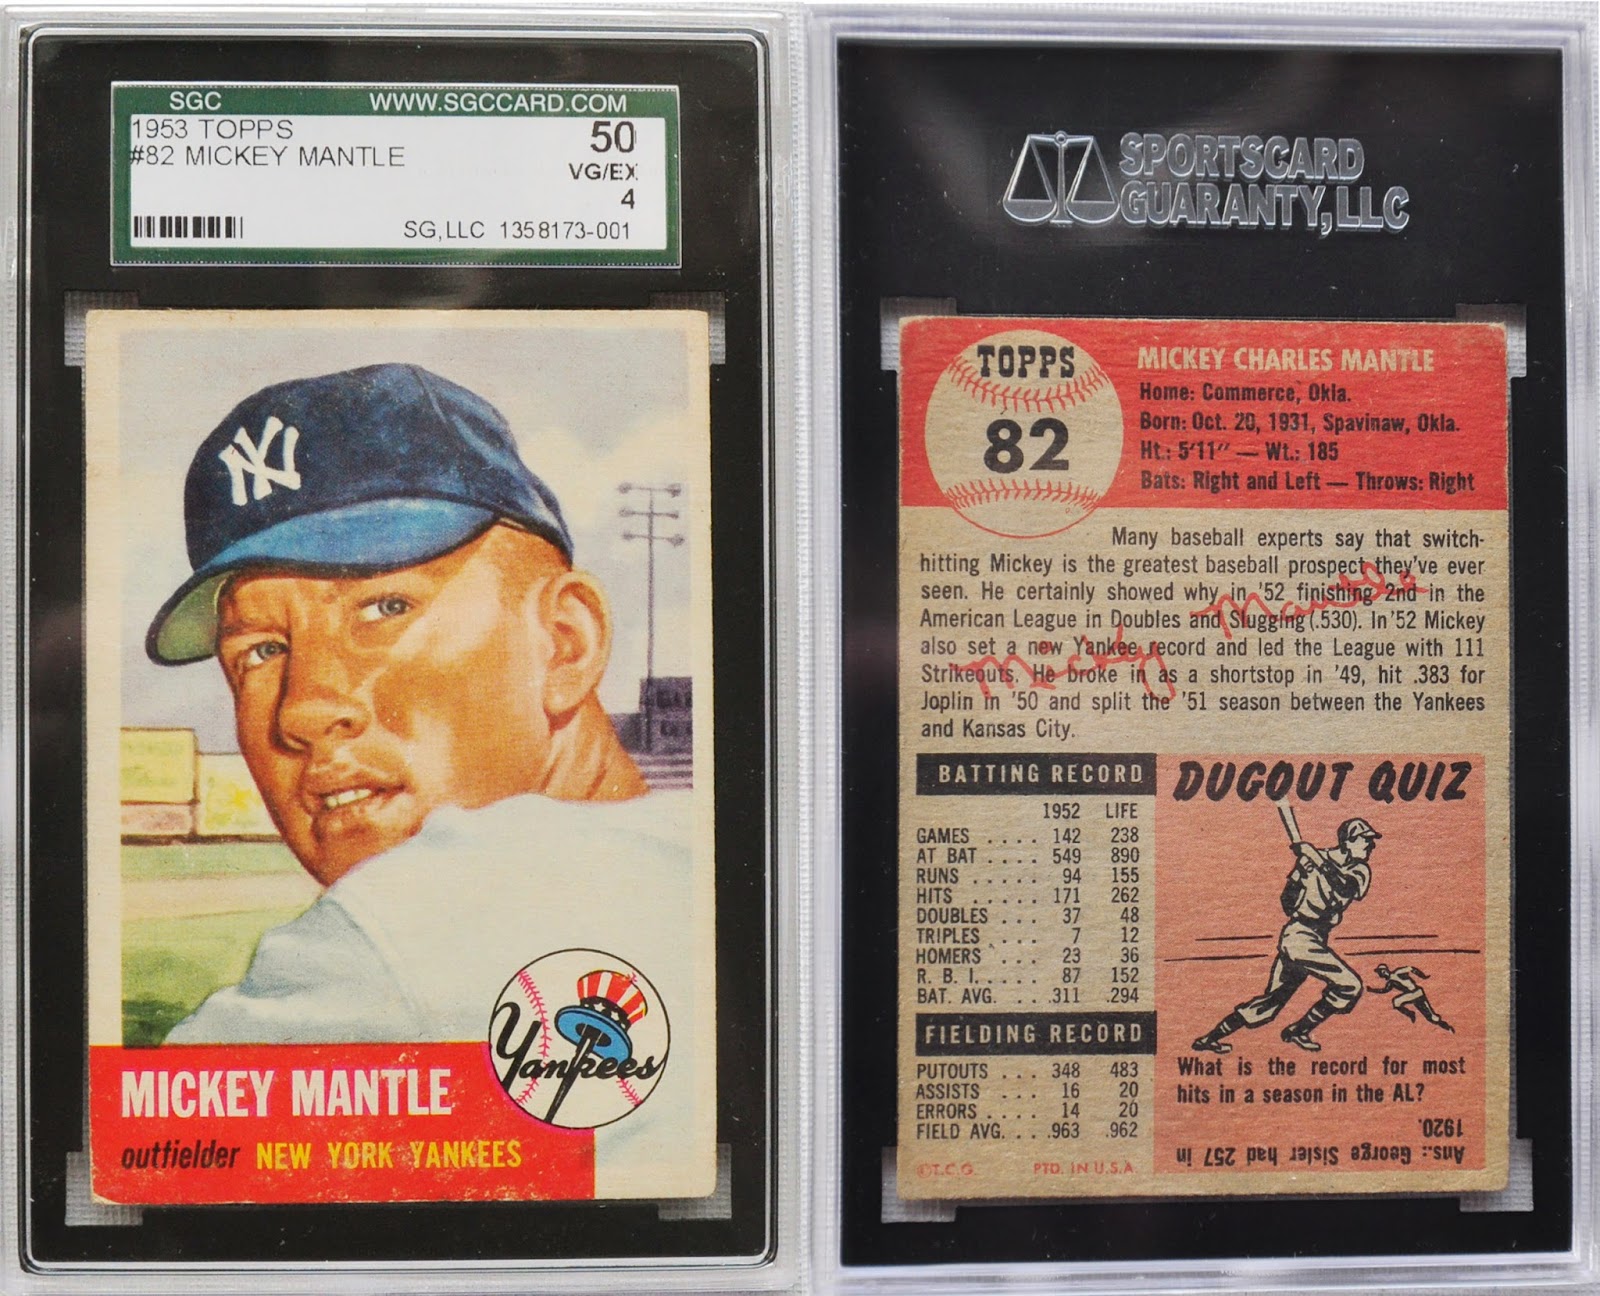 SGC WWW.SGCCARD.COM
1953 TOPPS 50
#82 MICKEY MANTLE VG/EX
4
SG, LLC 1358173-001
NY
Yankees
MICKEY MANTLE
outfielder NEW YORK YANKEES
SPORTSCARD
GUARANTY, LLC
TOPPS
82
MICKEY CHARLES MANTLE
Home: Commerce, Okla.
Born: Oct. 20, 1931, Spavinaw, Okla.
Ht.: 5'11" — Wt.: 185
Bats: Right and Left — Throws: Right
Many baseball experts say that switch-
hitting Mickey is the greatest baseball prospect they've ever
seen. He certainly showed why in '52 finishing 2nd in the
American League in Doubles and Slugging (.530). In '52 Mickey
also set a new Yankee record and led the League with 111
Strikeouts. He broke in as a shortstop in '49, hit .383 for
Joplin in '50 and split the '51 season between the Yankees
and Kansas City.
Mickey Mantle
BATTING RECORD
1952 LIFE
GAMES . . . . 142 238
AT BAT . . . . 549 890
RUNS . . . . . 94 155
HITS . . . . . 171 262
DOUBLES . . . 37 48
TRIPLES . . . . 7 12
HOMERS . . . . 23 36
R. B. I. . . . . 87 152
BAT. AVG. . . .311 .294
FIELDING RECORD
PUTOUTS . . . 348 483
ASSISTS . . . . 16 20
ERRORS . . . . 14 20
FIELD AVG. . . .963 .962
©T.C.G. PTD. IN U.S.A
DUGOUT QUIZ
What is the record for most
hits in a season in the AL?
Ans.: George Sisler had 257 in
1920.